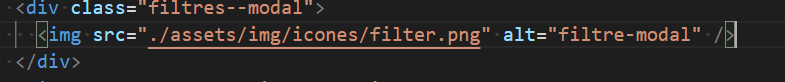 <div class="filtres--modal">
<img src="./assets/img/icones/filter.png" alt="filtre-modal" />
</div>